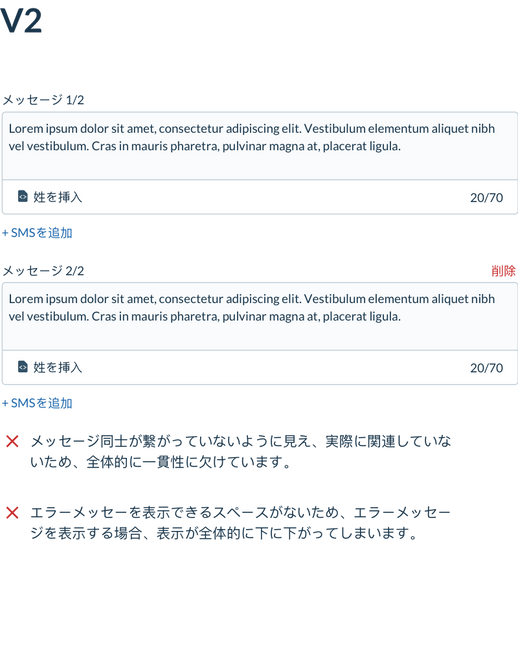 V2
メッセージ 1/2
Lorem ipsum dolor sit amet, consectetur adipiscing elit. Vestibulum elementum aliquet nibh
vel vestibulum. Cras in mauris pharetra, pulvinar magna at, placerat ligula.
姓を挿入 20/70
+ SMSを追加
メッセージ 2/2 削除
Lorem ipsum dolor sit amet, consectetur adipiscing elit. Vestibulum elementum aliquet nibh
vel vestibulum. Cras in mauris pharetra, pulvinar magna at, placerat ligula.
姓を挿入 20/70
+ SMSを追加
メッセージ同士が繋がっていないように見え、実際に関連していな
いため、全体的に一貫性に欠けています。
エラーメッセーを表示できるスペースがないため、エラーメッセー
ジを表示する場合、表示が全体的に下に下がってしまいます。